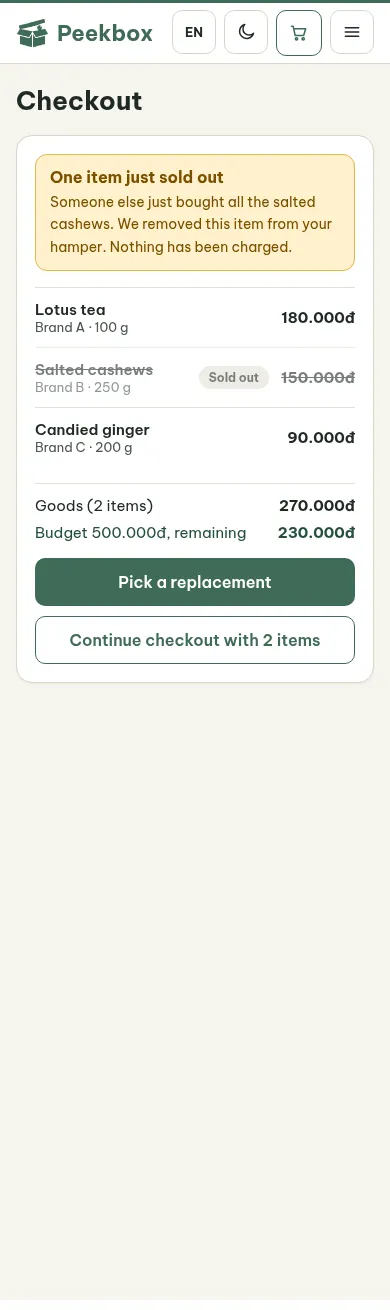 Peekbox
EN
Checkout
One item just sold out
Someone else just bought all the salted
cashews. We removed this item from your
hamper. Nothing has been charged.
Lotus tea
Brand A · 100 g
180.000đ
Salted cashews
Brand B · 250 g
Sold out
150.000đ
Candied ginger
Brand C · 200 g
90.000đ
Goods (2 items)
270.000đ
Budget 500.000đ, remaining
230.000đ
Pick a replacement
Continue checkout with 2 items